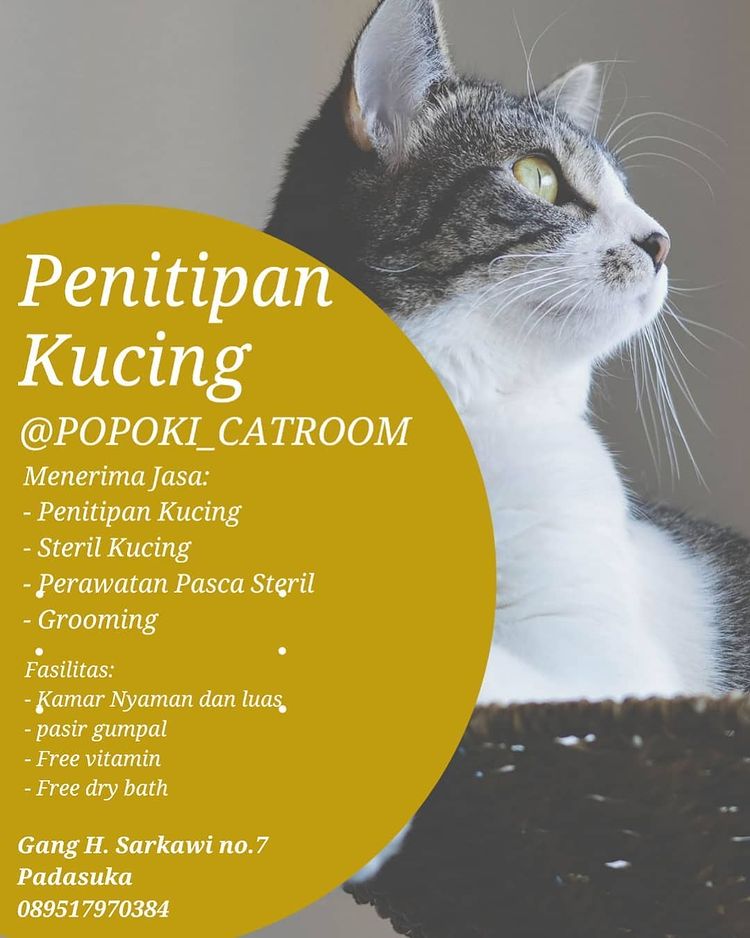 Penitipan
Kucing
@POPOKI_CATROOM
Menerima Jasa:
- Penitipan Kucing
- Steril Kucing
- Perawatan Pasca Steril
- Grooming
Fasilitas:
- Kamar Nyaman dan luas
- pasir gumpal
- Free vitamin
- Free dry bath
Gang H. Sarkawi no.7
Padasuka
089517970384